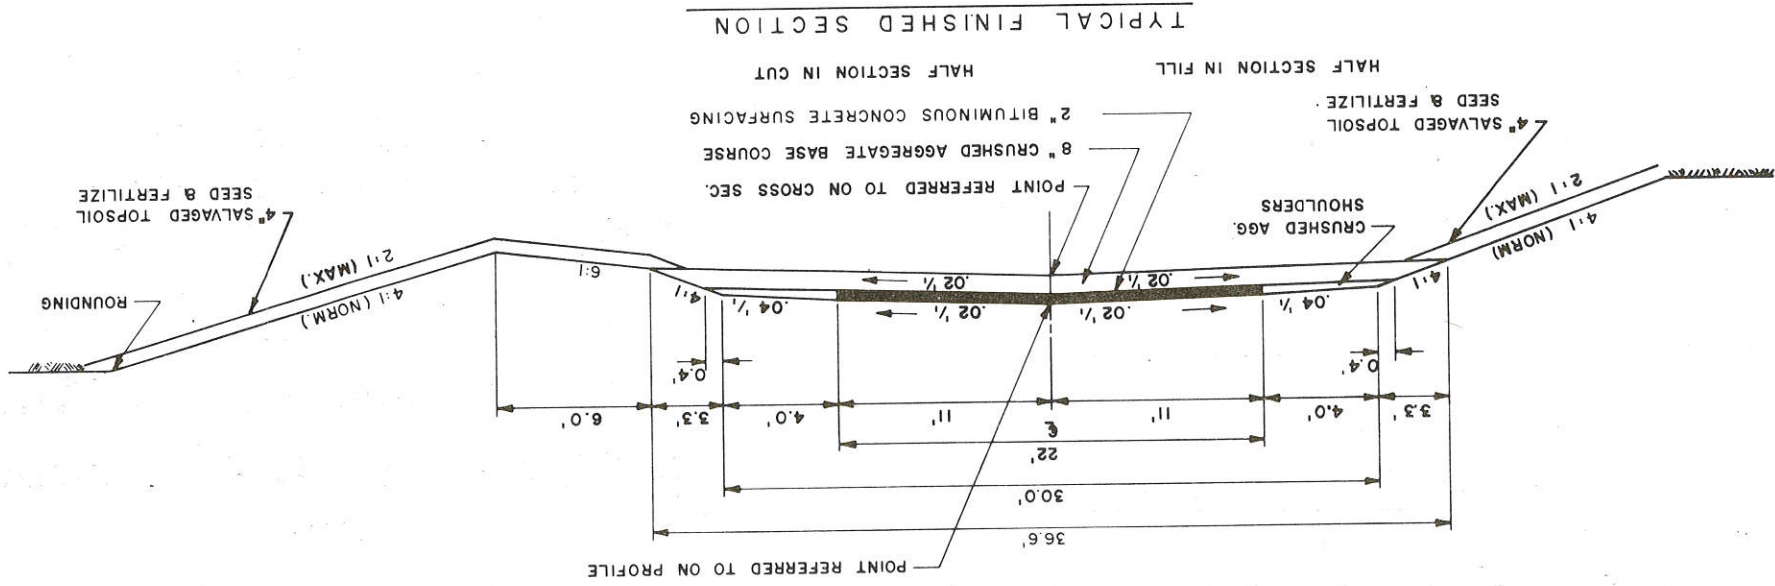 POINT REFERRED TO ON PROFILE
36.6'
30.0'
22'
℄
3.3'
4.0'
11'
11'
4.0'
3.3'
6.0'
0.4'
0.4'
ROUNDING
4:1
.04 '/'
.02 '/'
.02 '/'
.04 '/'
4:1
.02 '/'
.02 '/'
6:1
4:1 (NORM)
2:1 (MAX.)
4:1 (NORM.)
2:1 (MAX.)
CRUSHED AGG.
SHOULDERS
4" SALVAGED TOPSOIL
SEED & FERTILIZE
POINT REFERRED TO ON CROSS SEC.
8" CRUSHED AGGREGATE BASE COURSE
2" BITUMINOUS CONCRETE SURFACING
4" SALVAGED TOPSOIL
SEED & FERTILIZE
HALF SECTION IN FILL
HALF SECTION IN CUT
TYPICAL FINISHED SECTION